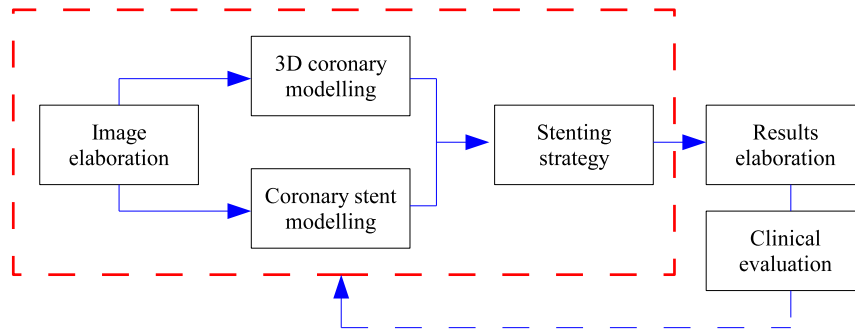 3D coronary
modelling
Image
elaboration
Coronary stent
modelling
Stenting
strategy
Results
elaboration
Clinical
evaluation